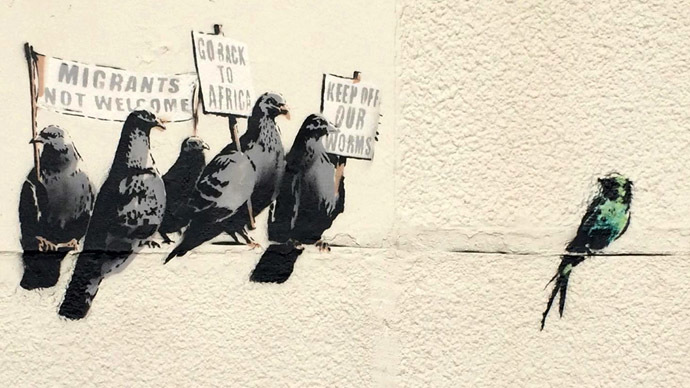 MIGRANTS
NOT WELCOME
GO BACK
TO
AFRICA
KEEP OFF
OUR
WORMS